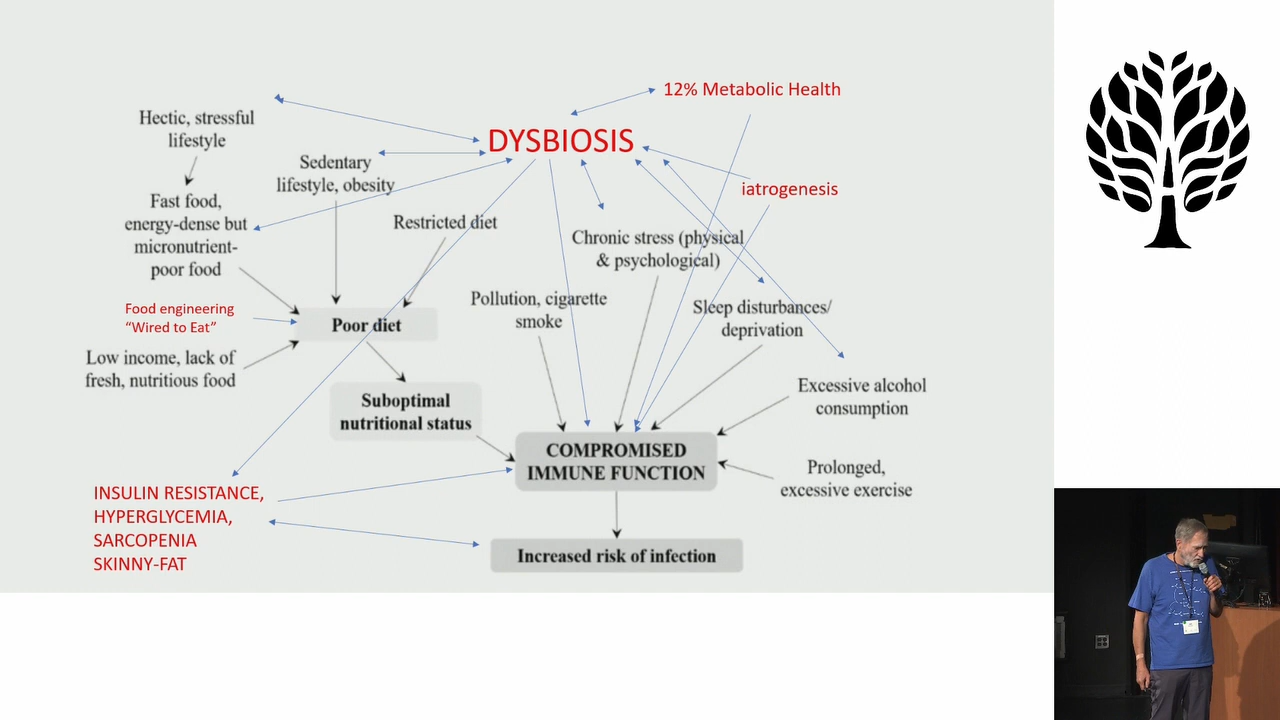 12% Metabolic Health
Hectic, stressful
lifestyle
DYSBIOSIS
Sedentary
lifestyle, obesity
iatrogenesis
Fast food,
energy-dense but
micronutrient-
poor food
Restricted diet
Chronic stress (physical
& psychological)
Pollution, cigarette
smoke
Sleep disturbances/
deprivation
Food engineering
“Wired to Eat”
Poor diet
Low income, lack of
fresh, nutritious food
Suboptimal
nutritional status
Excessive alcohol
consumption
COMPROMISED
IMMUNE FUNCTION
Prolonged,
excessive exercise
INSULIN RESISTANCE,
HYPERGLYCEMIA,
SARCOPENIA
SKINNY-FAT
Increased risk of infection